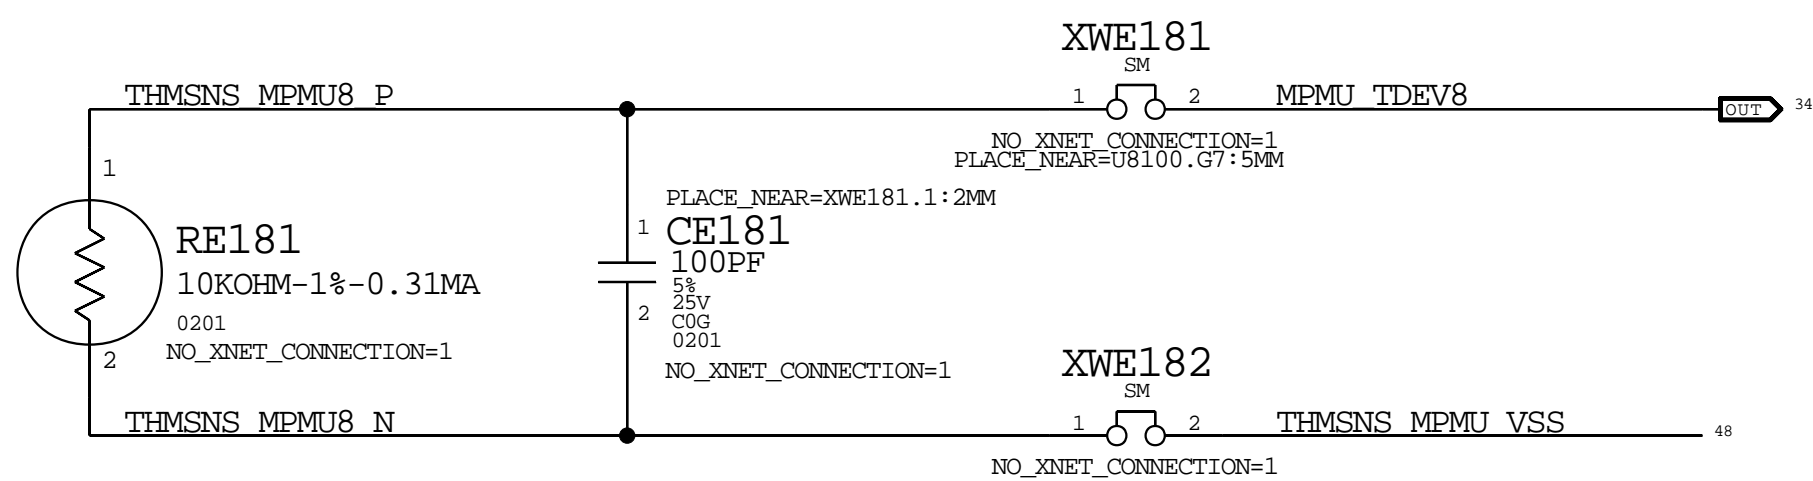 XWE181
SM
THMSNS_MPMU8_P
1
2
MPMU_TDEV8
OUT
34
NO_XNET_CONNECTION=1
PLACE_NEAR=U8100.G7:5MM
1
PLACE_NEAR=XWE181.1:2MM
1
CE181
100PF
5%
25V
C0G
0201
2
NO_XNET_CONNECTION=1
RE181
10KOHM-1%-0.31MA
0201
NO_XNET_CONNECTION=1
2
XWE182
SM
THMSNS_MPMU8_N
1
2
THMSNS_MPMU_VSS
48
NO_XNET_CONNECTION=1